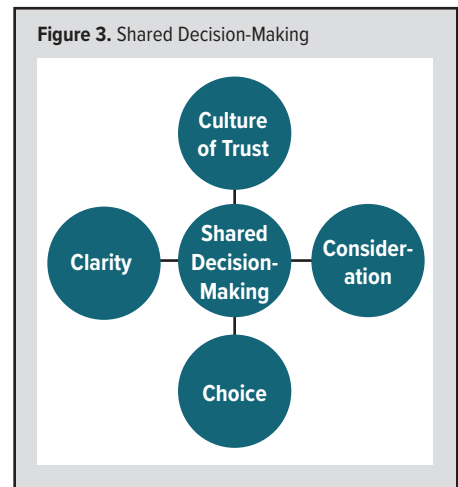 Figure 3. Shared Decision-Making
Culture
of Trust
Clarity
Shared
Decision-
Making
Consider-
ation
Choice